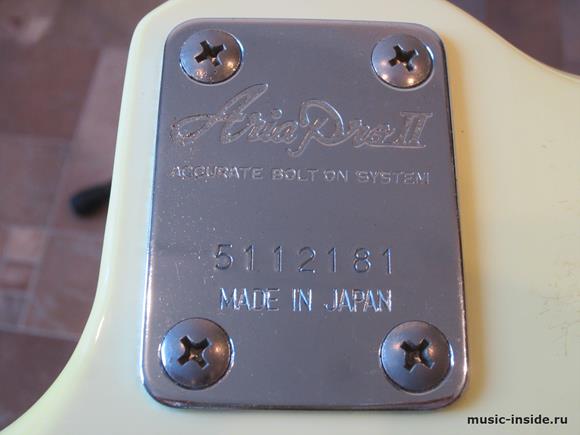 Aria Pro II
ACCURATE BOLT ON SYSTEM
5112181
MADE IN JAPAN
music-inside.ru